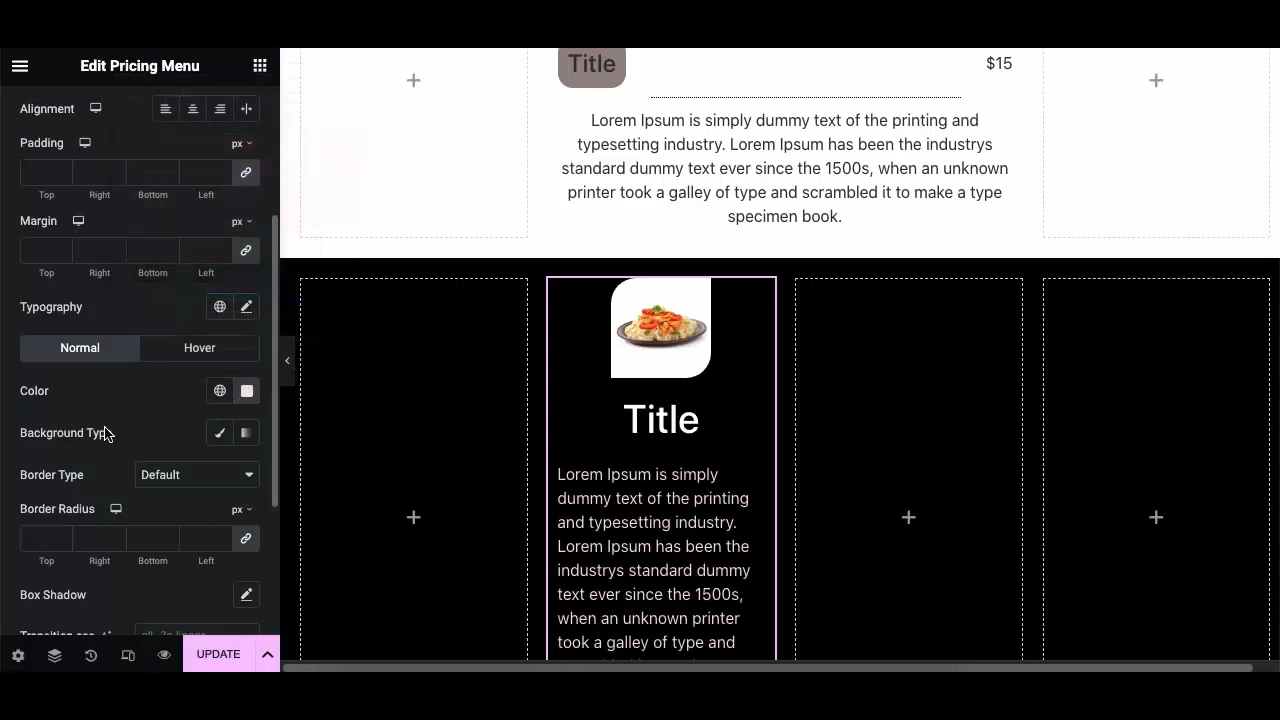 Edit Pricing Menu
Alignment
Padding
px
Top Right Bottom Left
Margin
px
Top Right Bottom Left
Typography
Normal Hover
Color
Background Type
Border Type Default
Border Radius
px
Top Right Bottom Left
Box Shadow
UPDATE
Title
$15
Lorem Ipsum is simply dummy text of the printing and
typesetting industry. Lorem Ipsum has been the industrys
standard dummy text ever since the 1500s, when an unknown
printer took a galley of type and scrambled it to make a type
specimen book.
Title
Lorem Ipsum is simply
dummy text of the printing
and typesetting industry.
Lorem Ipsum has been the
industrys standard dummy
text ever since the 1500s,
when an unknown printer
took a galley of type and